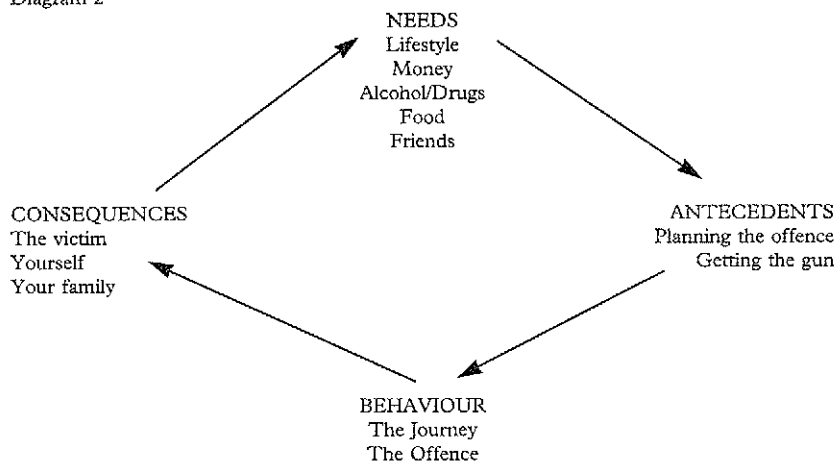 Diagram 2
NEEDS
Lifestyle
Money
Alcohol/Drugs
Food
Friends
CONSEQUENCES
The victim
Yourself
Your family
ANTECEDENTS
Planning the offence
Getting the gun
BEHAVIOUR
The Journey
The Offence